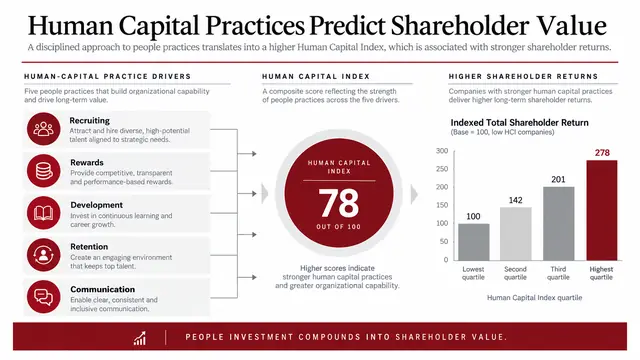 Human Capital Practices Predict Shareholder Value
A disciplined approach to people practices translates into a higher Human Capital Index, which is associated with stronger shareholder returns.
HUMAN-CAPITAL PRACTICE DRIVERS
Five people practices that build organizational capability
and drive long-term value.
Recruiting
Attract and hire diverse, high-potential
talent aligned to strategic needs.
Rewards
Provide competitive, transparent
and performance-based rewards.
Development
Invest in continuous learning and
career growth.
Retention
Create an engaging environment
that keeps top talent.
Communication
Enable clear, consistent and
inclusive communication.
HUMAN CAPITAL INDEX
A composite score reflecting the strength
of people practices across the five drivers.
HUMAN CAPITAL
INDEX
78
OUT OF 100
Higher scores indicate
stronger human capital practices
and greater organizational capability.
HIGHER SHAREHOLDER RETURNS
Companies with stronger human capital practices
deliver higher long-term shareholder returns.
Indexed Total Shareholder Return
(Base = 100, low HCI companies)
300
250
200
150
100
50
0
100
142
201
278
Lowest
quartile
Second
quartile
Third
quartile
Highest
quartile
Human Capital Index quartile
PEOPLE INVESTMENT COMPOUNDS INTO SHAREHOLDER VALUE.